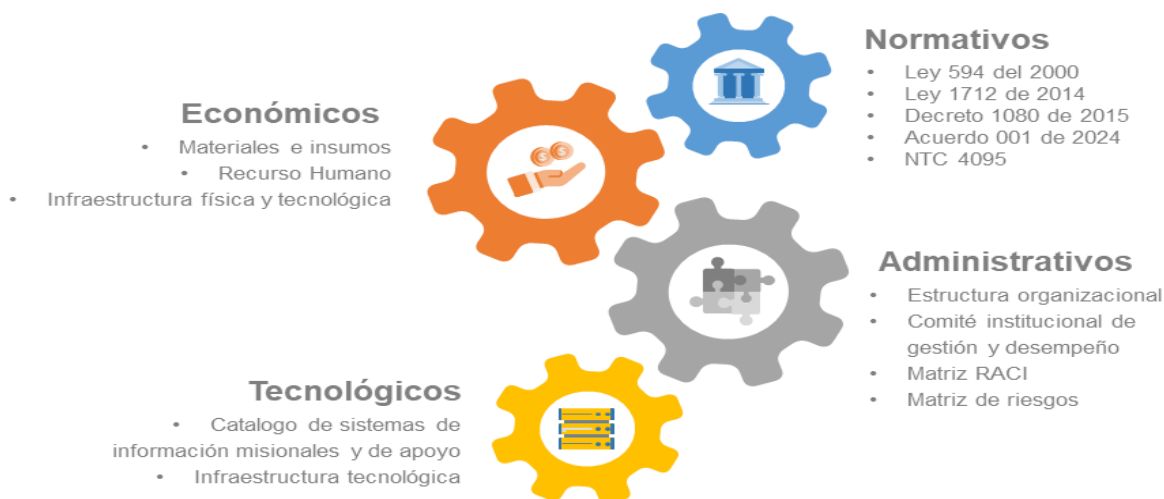 Económicos
• Materiales e insumos
• Recurso Humano
• Infraestructura física y tecnológica
Normativos
• Ley 594 del 2000
• Ley 1712 de 2014
• Decreto 1080 de 2015
• Acuerdo 001 de 2024
• NTC 4095
Administrativos
• Estructura organizacional
• Comité institucional de
gestión y desempeño
• Matriz RACI
• Matriz de riesgos
Tecnológicos
• Catalogo de sistemas de
información misionales y de apoyo
• Infraestructura tecnológica